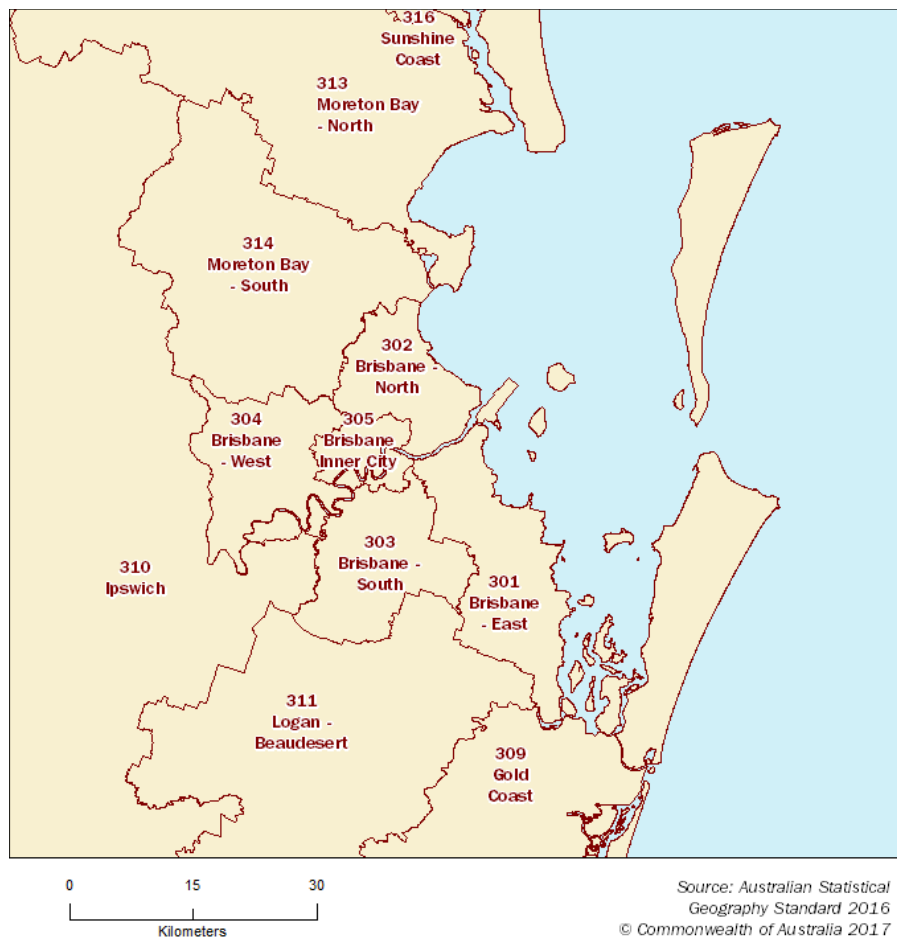 316
Sunshine
Coast
313
Moreton Bay
- North
314
Moreton Bay
- South
302
Brisbane -
North
304
Brisbane
- West
305
Brisbane
Inner City
303
Brisbane -
South
310
Ipswich
301
Brisbane
- East
311
Logan -
Beaudesert
309
Gold
Coast
0 15 30
Kilometers
Source: Australian Statistical
Geography Standard 2016
© Commonwealth of Australia 2017